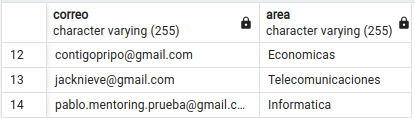 correo area
character varying (255) character varying (255)
12 contigopripo@gmail.com Economicas
13 jacknieve@gmail.com Telecomunicaciones
14 pablo.mentoring.prueba@gmail.c... Informatica